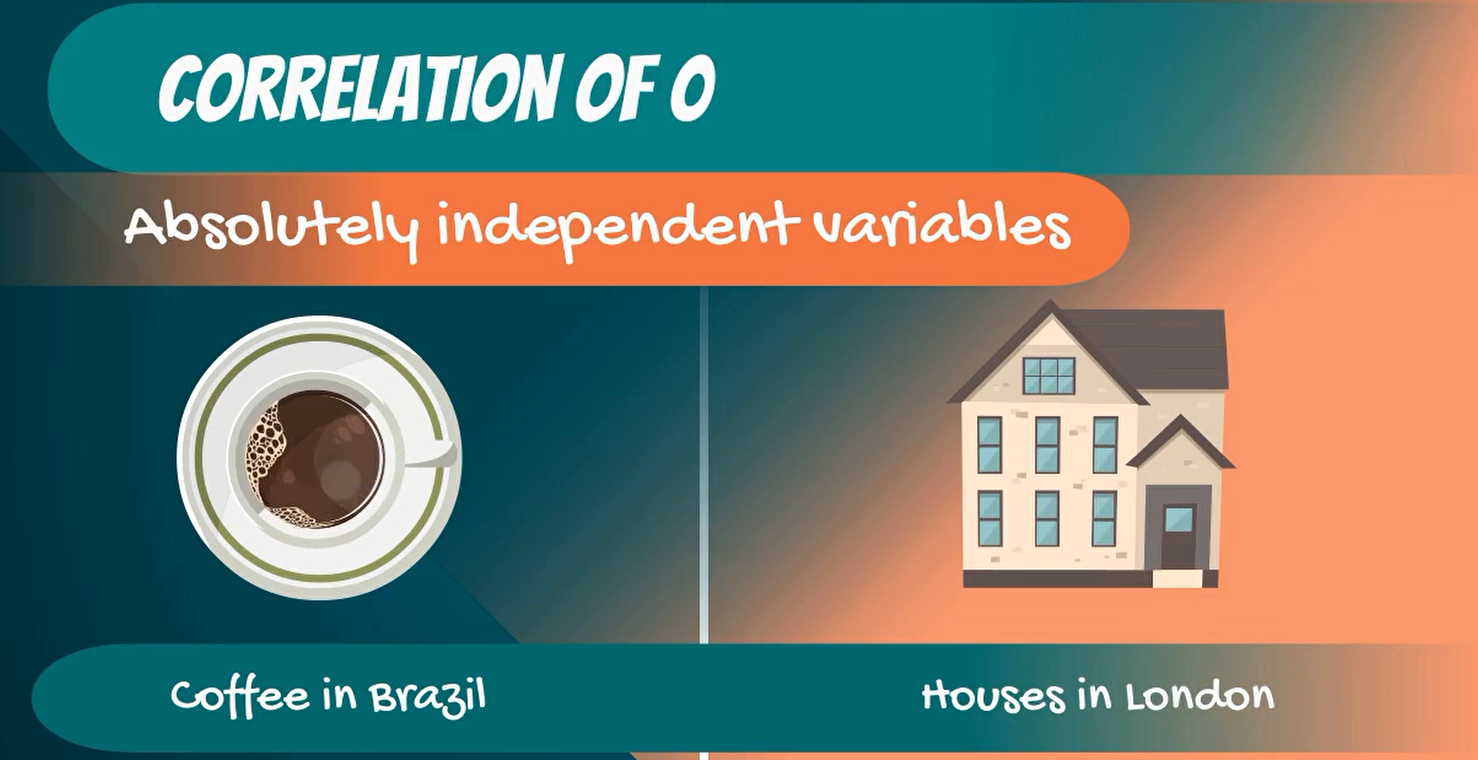 CORRELATION OF 0
Absolutely independent variables
Coffee in Brazil
Houses in London